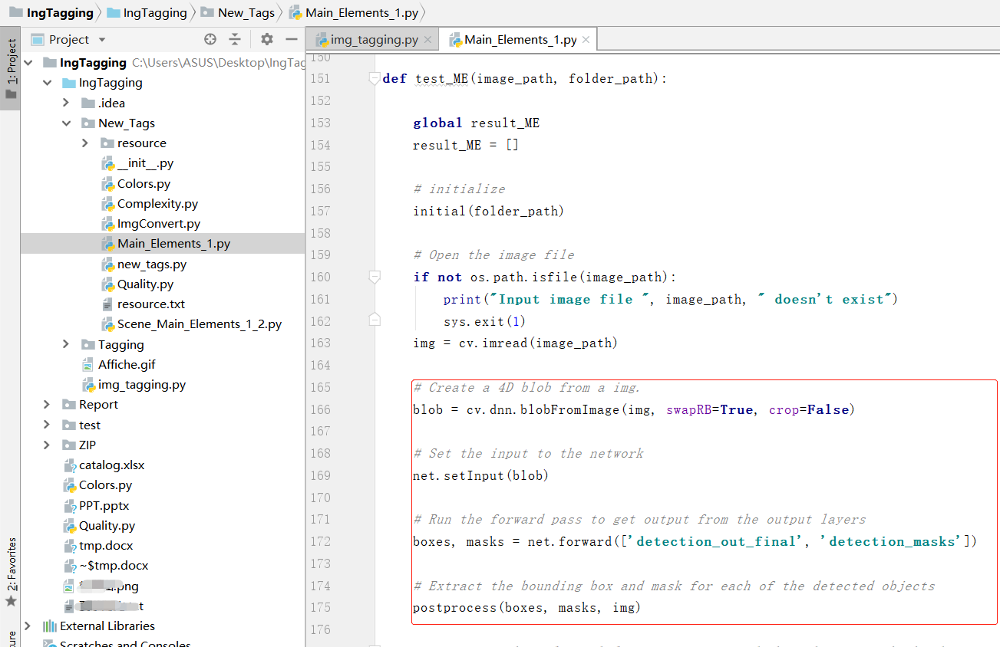 IngTagging IngTagging New_Tags Main_Elements_1.py
1: Project
2: Favorites
Project
IngTagging C:\Users\ASUS\Desktop\IngTag
IngTagging
.idea
New_Tags
resource
__init__.py
Colors.py
Complexity.py
ImgConvert.py
Main_Elements_1.py
new_tags.py
Quality.py
resource.txt
Scene_Main_Elements_1_2.py
Tagging
Affiche.gif
img_tagging.py
Report
test
ZIP
catalog.xlsx
Colors.py
PPT.pptx
Quality.py
tmp.docx
~$tmp.docx
.png
External Libraries
Scratches and Consoles
img_tagging.py Main_Elements_1.py
150
151 def test_ME(image_path, folder_path):
152
153 global result_ME
154 result_ME = []
155
156 # initialize
157 initial(folder_path)
158
159 # Open the image file
160 if not os.path.isfile(image_path):
161 print("Input image file ", image_path, " doesn't exist")
162 sys.exit(1)
163 img = cv.imread(image_path)
164
165 # Create a 4D blob from a img.
166 blob = cv.dnn.blobFromImage(img, swapRB=True, crop=False)
167
168 # Set the input to the network
169 net.setInput(blob)
170
171 # Run the forward pass to get output from the output layers
172 boxes, masks = net.forward(['detection_out_final', 'detection_masks'])
173
174 # Extract the bounding box and mask for each of the detected objects
175 postprocess(boxes, masks, img)
176